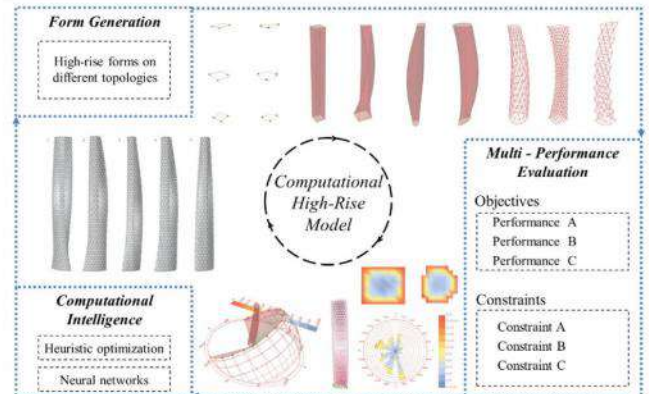 Form Generation
High-rise forms on
different topologies
Computational
High-Rise
Model
Multi - Performance
Evaluation
Objectives
Performance A
Performance B
Performance C
Constraints
Constraint A
Constraint B
Constraint C
Computational
Intelligence
Heuristic optimization
Neural networks